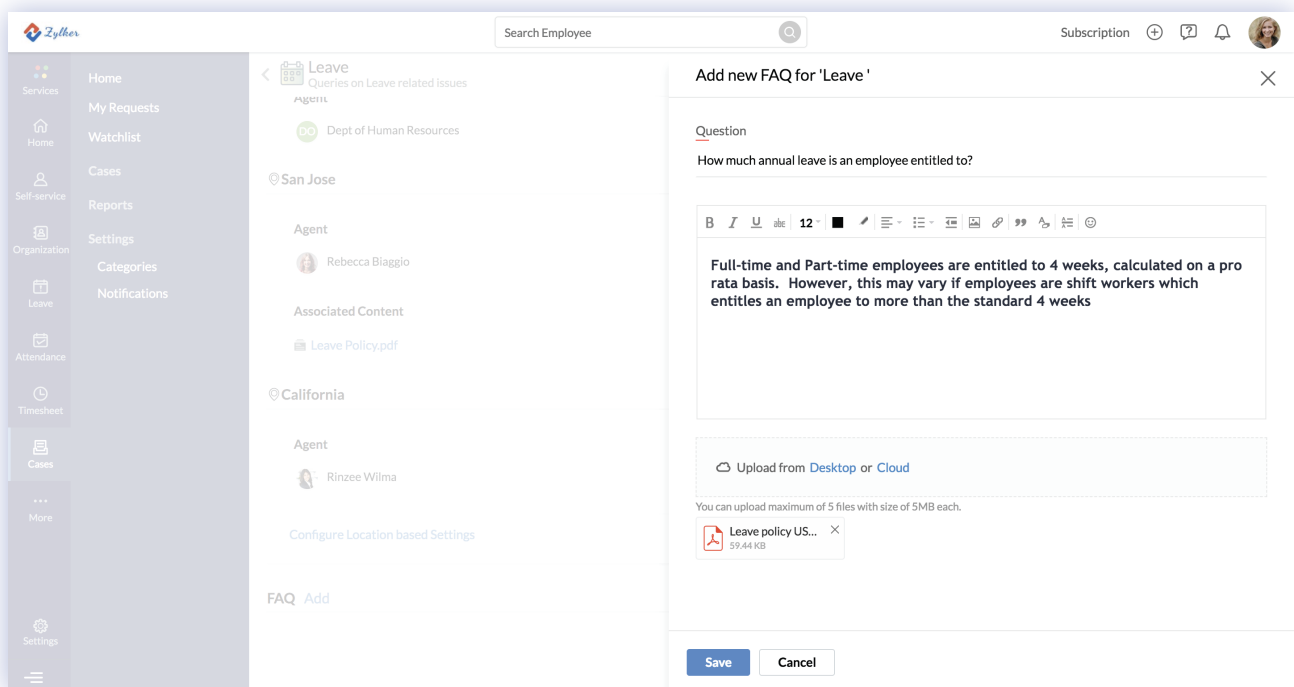 Zylker
Search Employee
Subscription
Services
Home
Self-service
Organization
Leave
Attendance
Timesheet
Cases
More
Settings
Home
My Requests
Watchlist
Cases
Reports
Settings
Categories
Notifications
Leave
Queries on Leave related issues
Agent
DO Dept of Human Resources
San Jose
Agent
Rebecca Biaggio
Associated Content
Leave Policy.pdf
California
Agent
Rinzee Wilma
Configure Location based Settings
FAQ Add
Add new FAQ for 'Leave '
Question
How much annual leave is an employee entitled to?
B I U abc 12
Full-time and Part-time employees are entitled to 4 weeks, calculated on a pro
rata basis.  However, this may vary if employees are shift workers which
entitles an employee to more than the standard 4 weeks
Upload from Desktop or Cloud
You can upload maximum of 5 files with size of 5MB each.
Leave policy US...
59.44 KB
Save Cancel